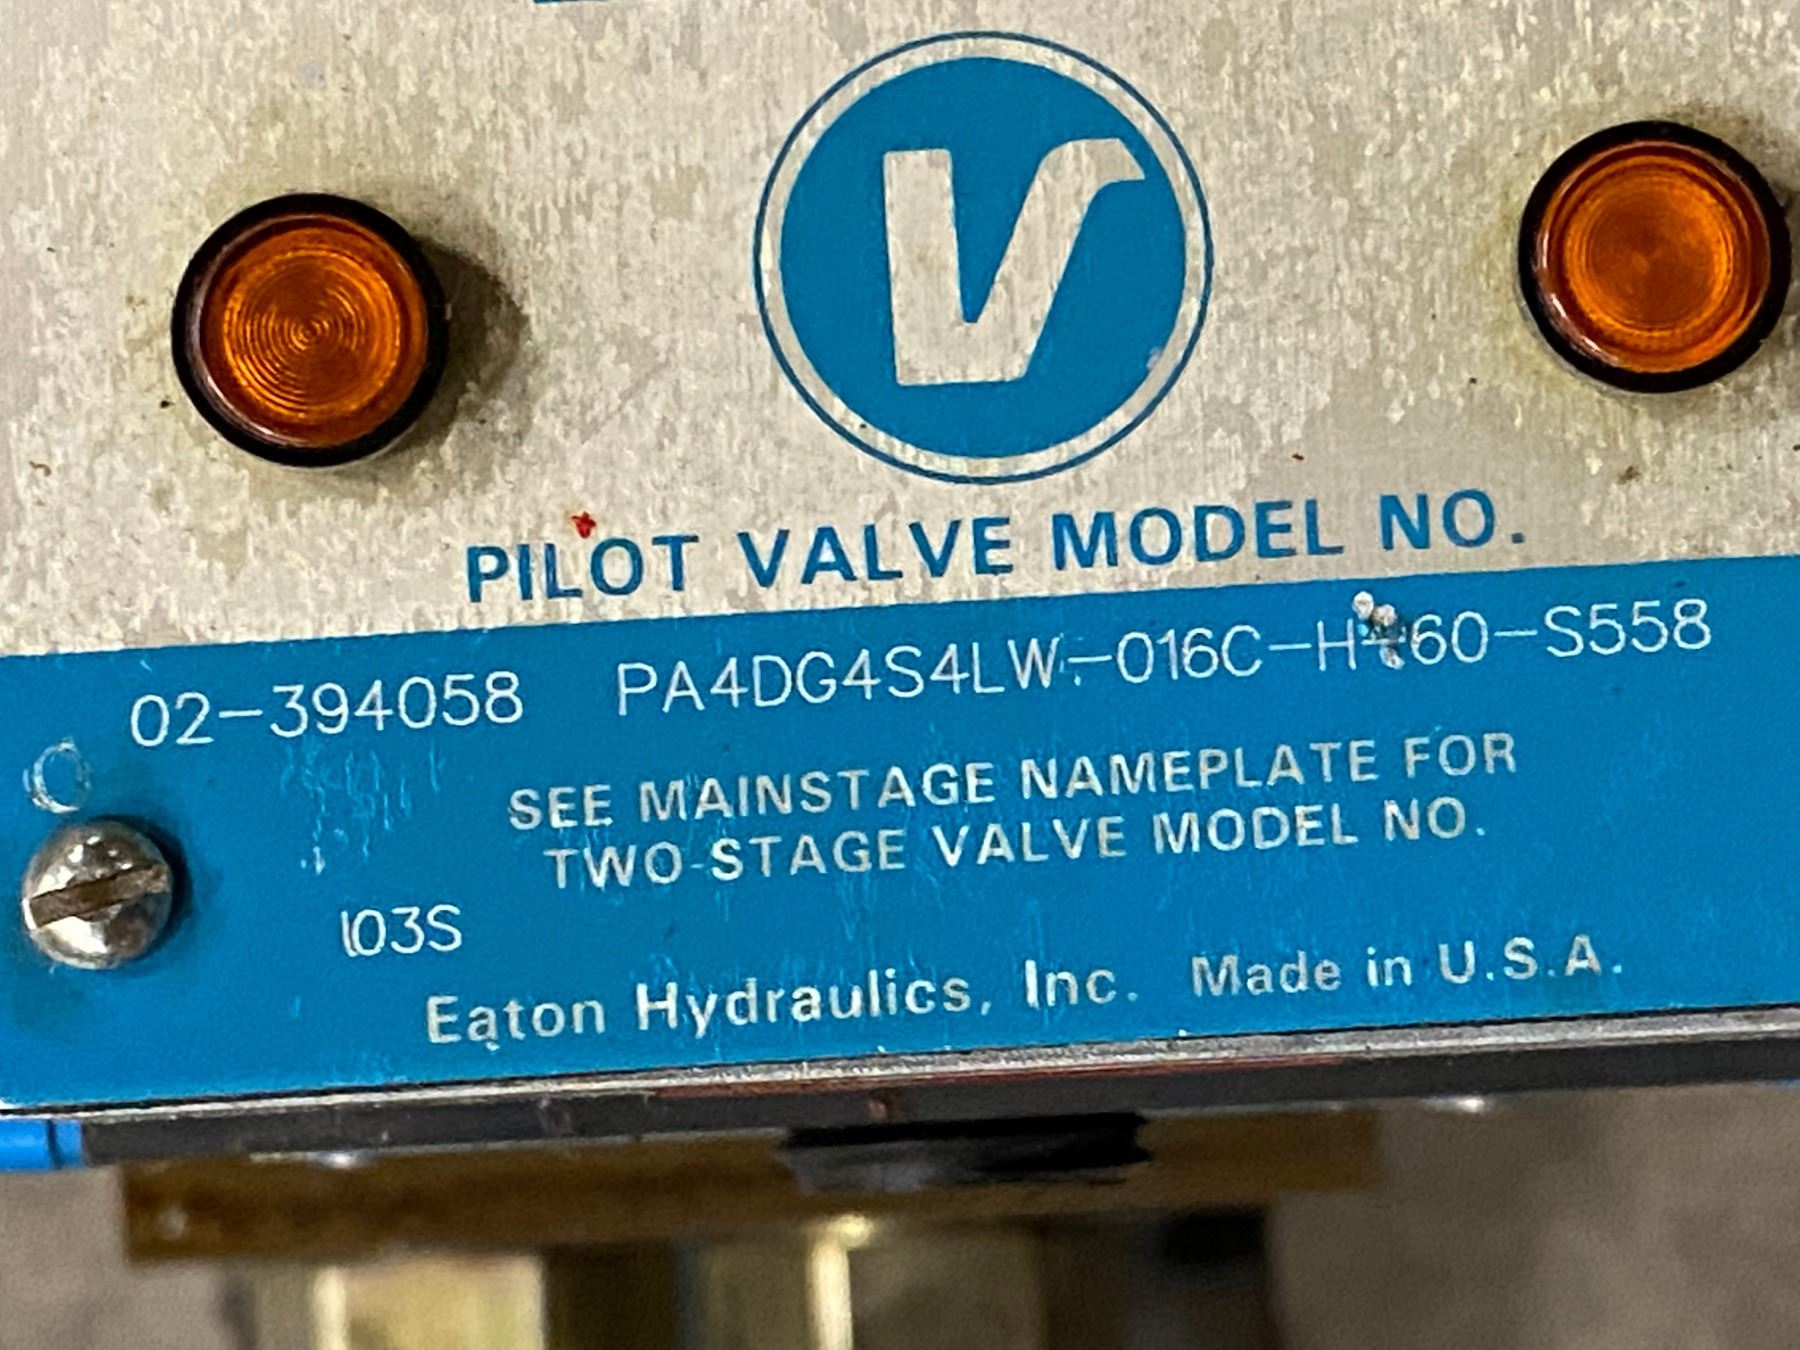 V
PILOT VALVE MODEL NO.
02-394058 PA4DG4S4LW-016C-H-60-S558
SEE MAINSTAGE NAMEPLATE FOR
TWO-STAGE VALVE MODEL NO.
103S
Eaton Hydraulics, Inc. Made in U.S.A.